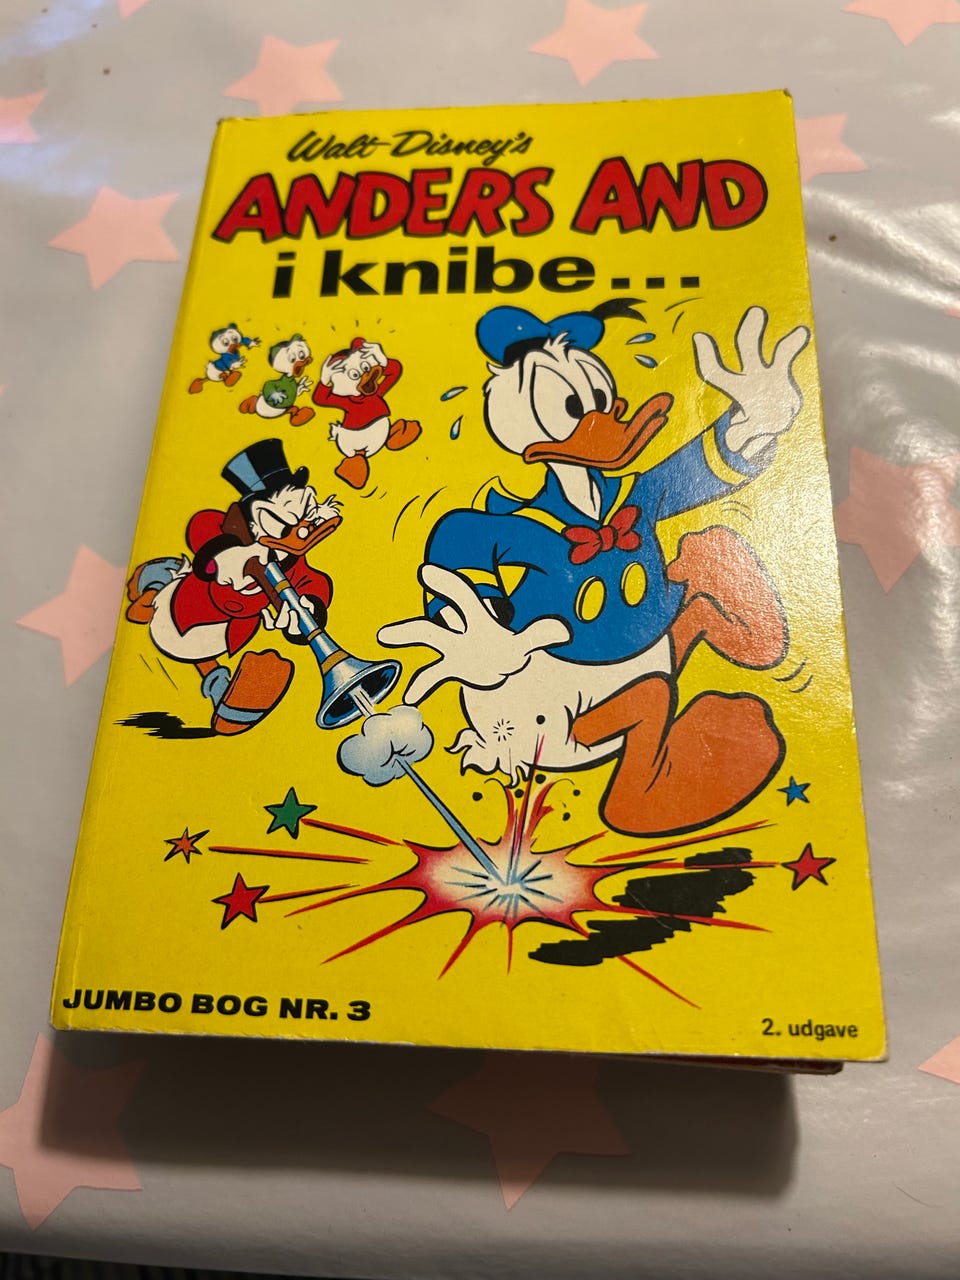 Walt Disney's
ANDERS AND
i knibe...
JUMBO BOG NR. 3
2. udgave